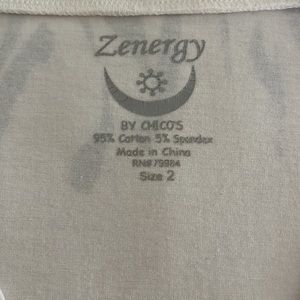 Zenergy
BY CHICO'S
95% Cotton 5% Spandex
Made in China
RN# 79984
Size 2